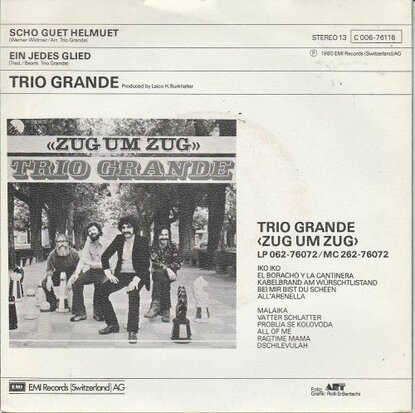 SCHO GUET HELMUET
(Werner Widmer / Arr. Trio Grande)
STEREO 13 C 006-76116
EIN JEDES GLIED
(Trad. / Bearb. Trio Grande)
Ⓟ 1980 EMI Records (Switzerland) AG
TRIO GRANDE Produced by Laico H. Burkhalter
«ZUG UM ZUG»
TRIO GRANDE
TRIO GRANDE
‹ZUG UM ZUG›
LP 062-76072 / MC 262-76072
IKO IKO
EL BORACHO Y LA CANTINERA
KABELBRAND AM WÜRSCHTLISTAND
BEI MIR BIST DU SCHEEN
ALL'ARENELLA
MALAIKA
VATTER SCHLATTER
PROBUJA SE KOLOVODA
ALL OF ME
RAGTIME MAMA
DSCHILEVULAH
EMI EMI Records (Switzerland) AG
Foto:
Grafik: Rolli & Bertschi